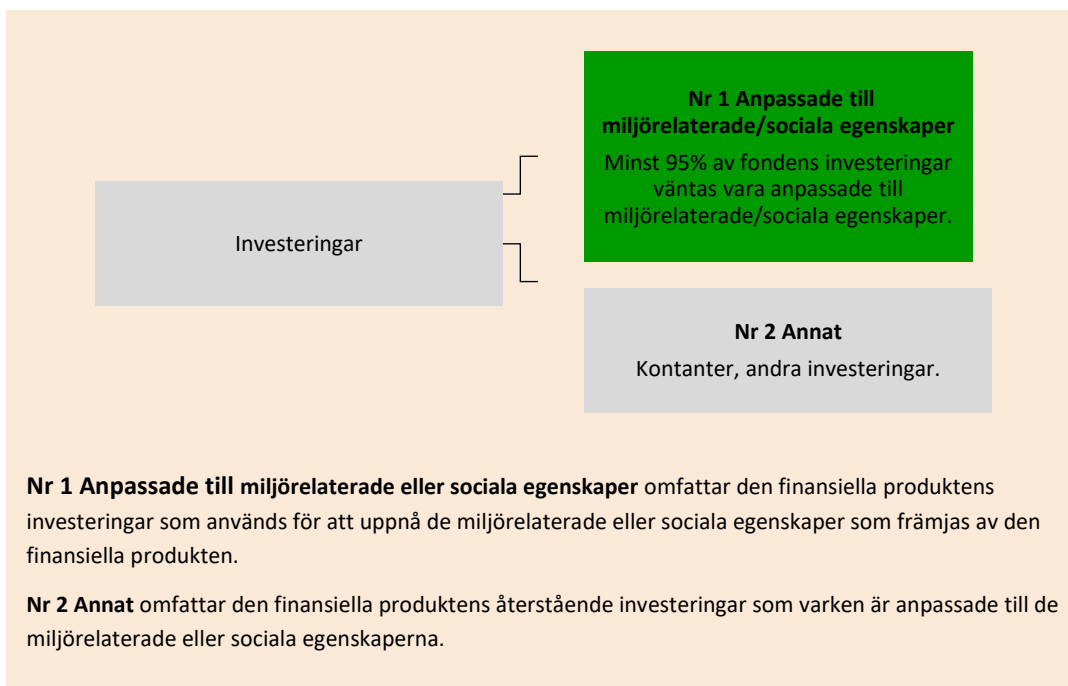 Nr 1 Anpassade till
miljörelaterade/sociala egenskaper
Minst 95% av fondens investeringar
väntas vara anpassade till
miljörelaterade/sociala egenskaper.
Investeringar
Nr 2 Annat
Kontanter, andra investeringar.
Nr 1 Anpassade till miljörelaterade eller sociala egenskaper omfattar den finansiella produktens
investeringar som används för att uppnå de miljörelaterade eller sociala egenskaper som främjas av den
finansiella produkten.
Nr 2 Annat omfattar den finansiella produktens återstående investeringar som varken är anpassade till de
miljörelaterade eller sociala egenskaperna.